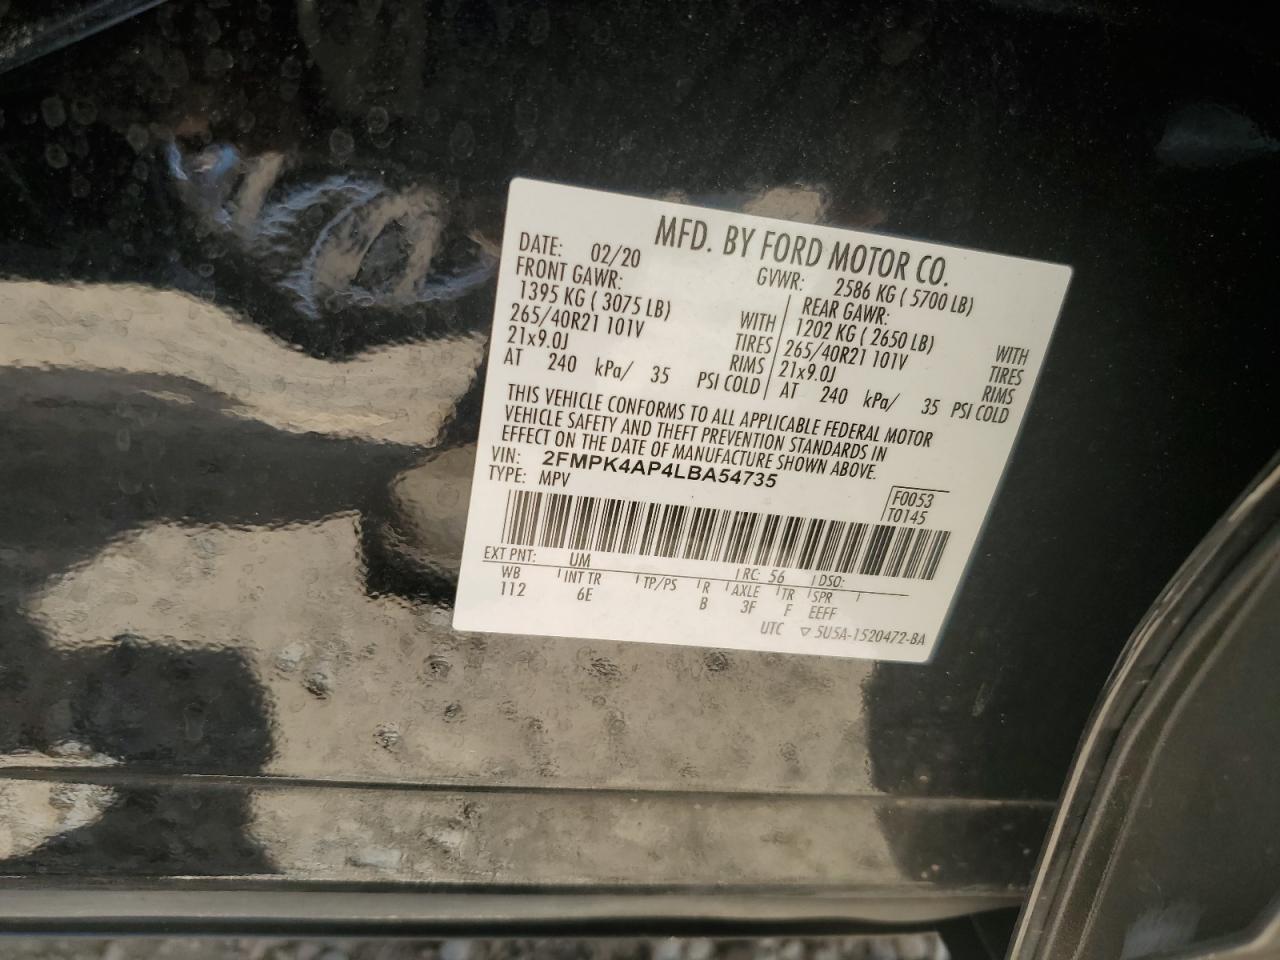 MFD. BY FORD MOTOR CO.
DATE: 02/20 GVWR: 2586 KG ( 5700 LB)
FRONT GAWR: REAR GAWR:
1395 KG ( 3075 LB) WITH 1202 KG ( 2650 LB) WITH
265/40R21 101V TIRES 265/40R21 101V TIRES
21x9.0J RIMS 21x9.0J RIMS
AT 240 kPa/ 35 PSI COLD AT 240 kPa/ 35 PSI COLD
THIS VEHICLE CONFORMS TO ALL APPLICABLE FEDERAL MOTOR
VEHICLE SAFETY AND THEFT PREVENTION STANDARDS IN
EFFECT ON THE DATE OF MANUFACTURE SHOWN ABOVE.
VIN: 2FMPK4AP4LBA54735
TYPE: MPV
F0053
T0145
EXT PNT: UM RC: 56 DSO:
WB INT TR TP/PS R AXLE TR SPR
112 6E B 3F F EEFF
UTC ▽ 5U5A-1520472-BA